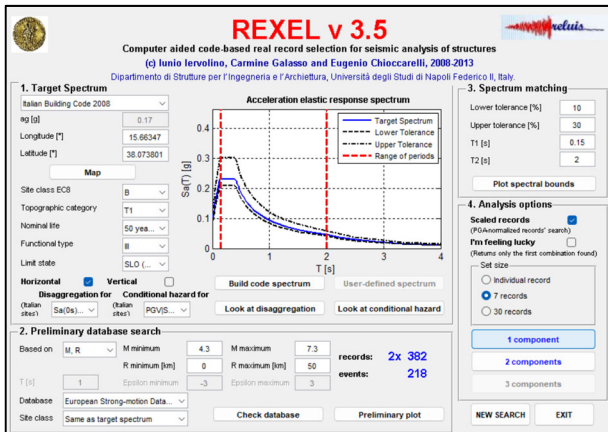 REXEL v 3.5
reluis
Computer aided code-based real record selection for seismic analysis of structures
(c) Iunio Iervolino, Carmine Galasso and Eugenio Chioccarelli, 2008-2013
Dipartimento di Strutture per l'Ingegneria e l'Archiettura, Università degli Studi di Napoli Federico II, Italy.
1. Target Spectrum
Italian Building Code 2008
ag [g] 0.17
Longitude [°] 15.66347
Latitude [°] 38.073801
Map
Site class EC8 B
Topographic category T1
Nominal life 50 yea...
Functional type III
Limit state SLO (...
Horizontal Vertical
Disaggregation for Conditional hazard for
(Italian sites') Sa(0s)... (Italian sites') PGV|S...
Acceleration elastic response spectrum
Target Spectrum
Lower Tolerance
Upper Tolerance
Range of periods
Sa(T) [g]
0.4
0.3
0.2
0.1
0
0 1 2 3 4
T [s]
Build code spectrum User-defined spectrum
Look at disaggregation Look at conditional hazard
3. Spectrum matching
Lower tolerance [%] 10
Upper tolerance [%] 30
T1 [s] 0.15
T2 [s] 2
Plot spectral bounds
4. Analysis options
Scaled records
(PGA-normalized records' search)
I'm feeling lucky
(Returns only the first combination found)
Set size
Individual record
7 records
30 records
1 component
2 components
3 components
NEW SEARCH EXIT
2. Preliminary database search
Based on M, R M minimum 4.3 M maximum 7.3
R minimum [km] 0 R maximum [km] 50
T [s] 1 Epsilon minimum -3 Epsilon maximum 3
records: 2x 382
events: 218
Database European Strong-motion Data...
Site class Same as target spectrum
Check database Preliminary plot